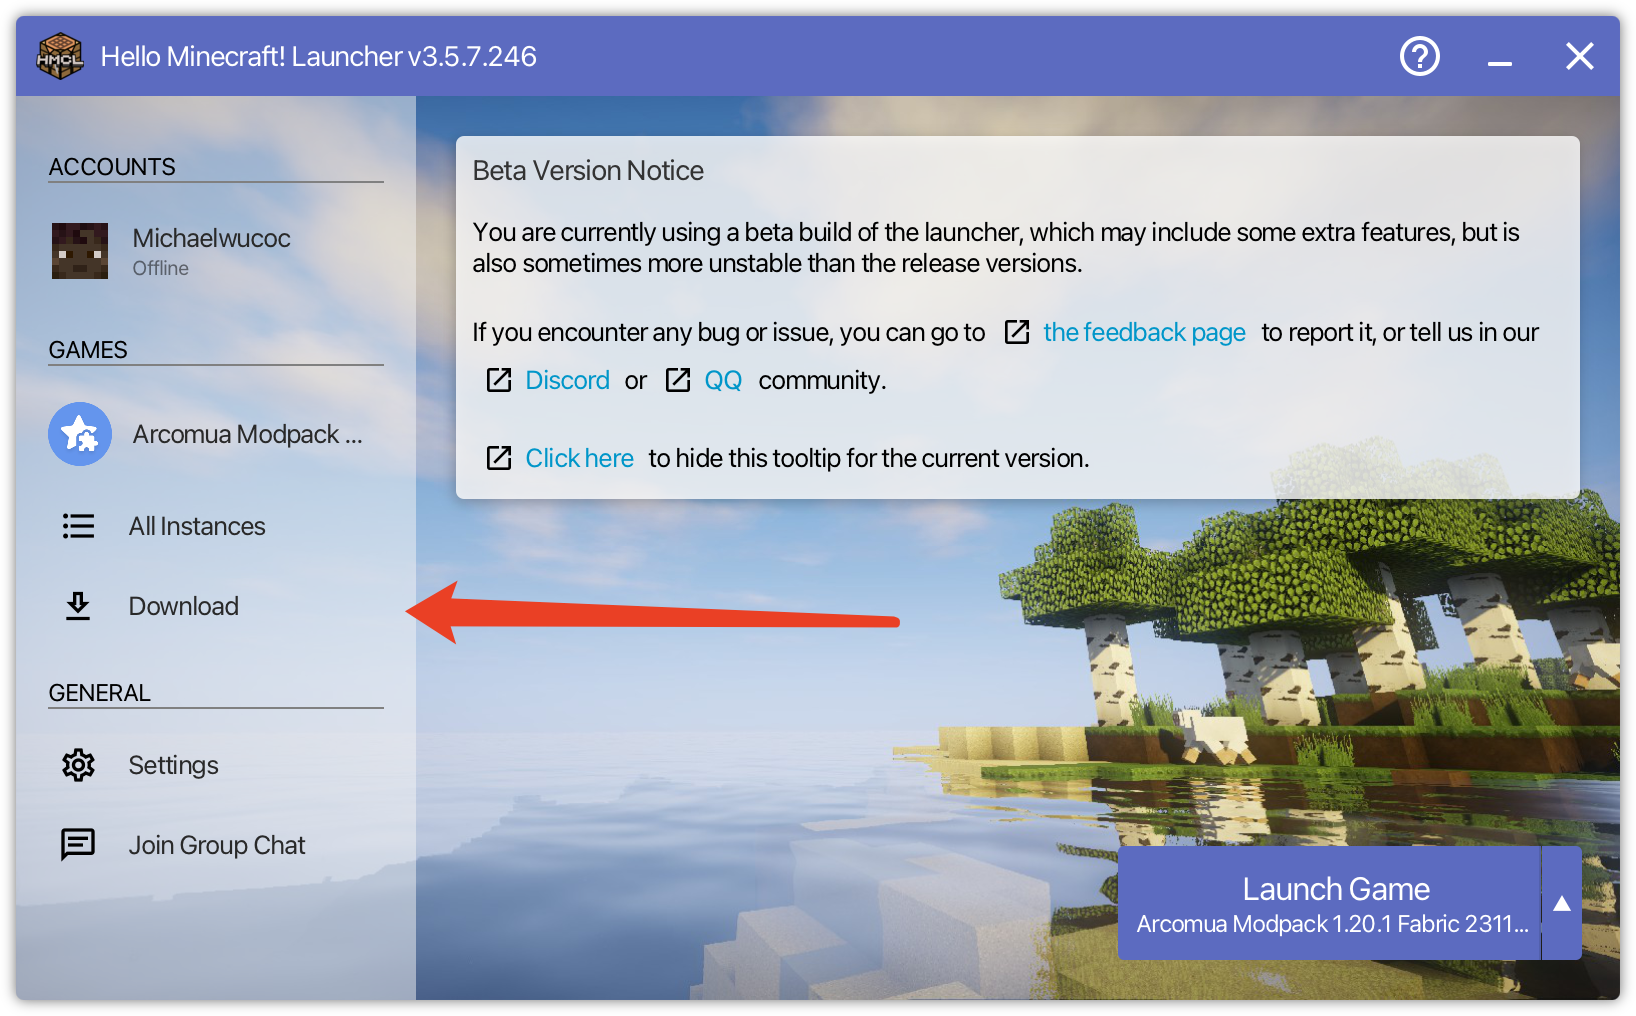 HMCL
Hello Minecraft! Launcher v3.5.7.246
ACCOUNTS
Michaelwucoc
Offline
GAMES
Arcomua Modpack ...
All Instances
Download
GENERAL
Settings
Join Group Chat
Beta Version Notice
You are currently using a beta build of the launcher, which may include some extra features, but is
also sometimes more unstable than the release versions.
If you encounter any bug or issue, you can go to the feedback page to report it, or tell us in our
Discord or QQ community.
Click here to hide this tooltip for the current version.
Launch Game
Arcomua Modpack 1.20.1 Fabric 2311...